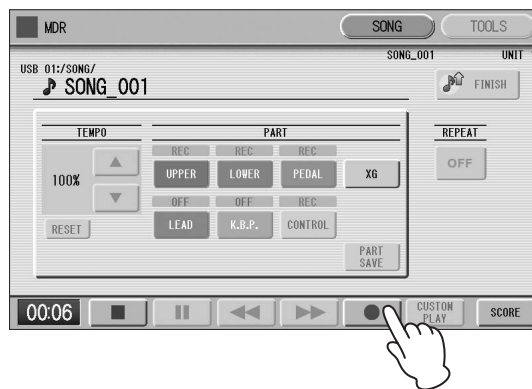 MDR
SONG
TOOLS
SONG_001
UNIT
USB 01:/SONG/
SONG_001
FINISH
TEMPO
PART
REPEAT
REC
REC
REC
100%
UPPER
LOWER
PEDAL
XG
OFF
OFF
OFF
REC
RESET
LEAD
K.B.P.
CONTROL
PART
SAVE
00:06
CUSTOM
PLAY
SCORE